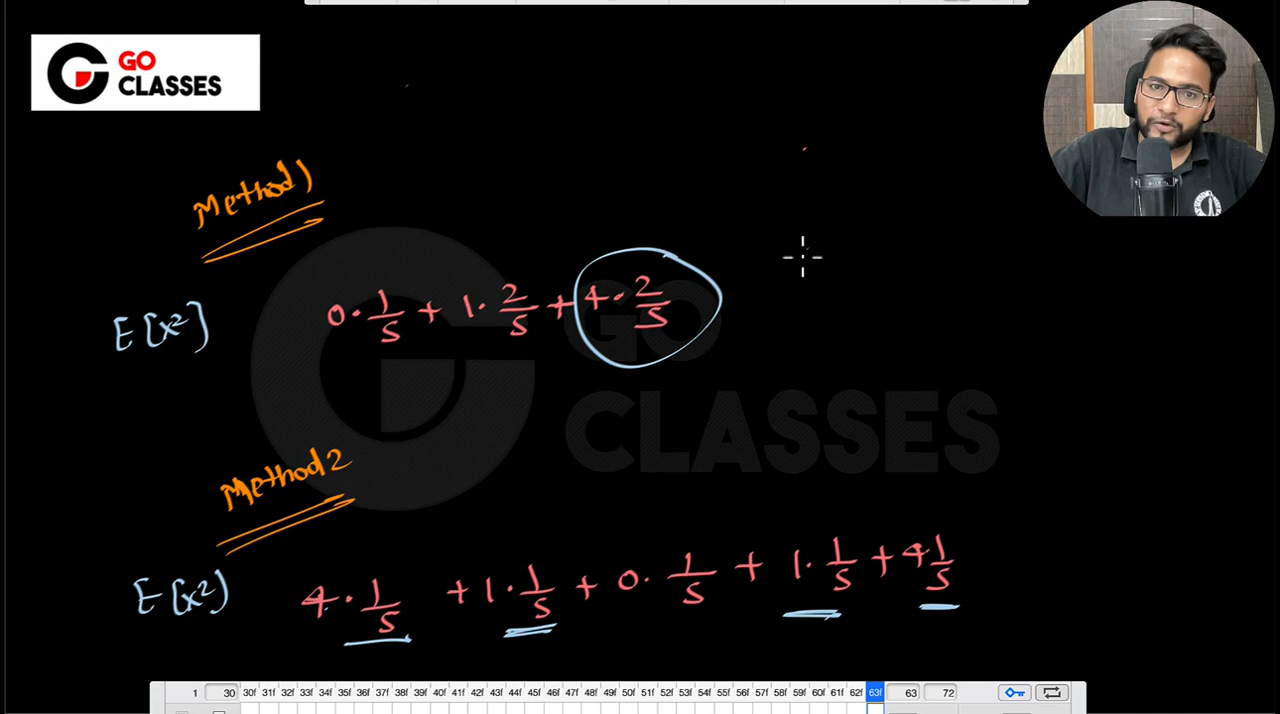 GO
CLASSES
Method 1
E[x²] 0·1/5 + 1·2/5 + 4·2/5
GO
CLASSES
Method 2
E[x²) 4·1/5 + 1·1/5 + 0·1/5 + 1·1/5 + 4 1/5
1 30 30f 31f 32f 33f 34f 35f 36f 37f 38f 39f 40f 41f 42f 43f 44f 45f 46f 47f 48f 49f 50f 51f 52f 53f 54f 55f 56f 57f 58f 59f 60f 61f 62f 63f 63 72